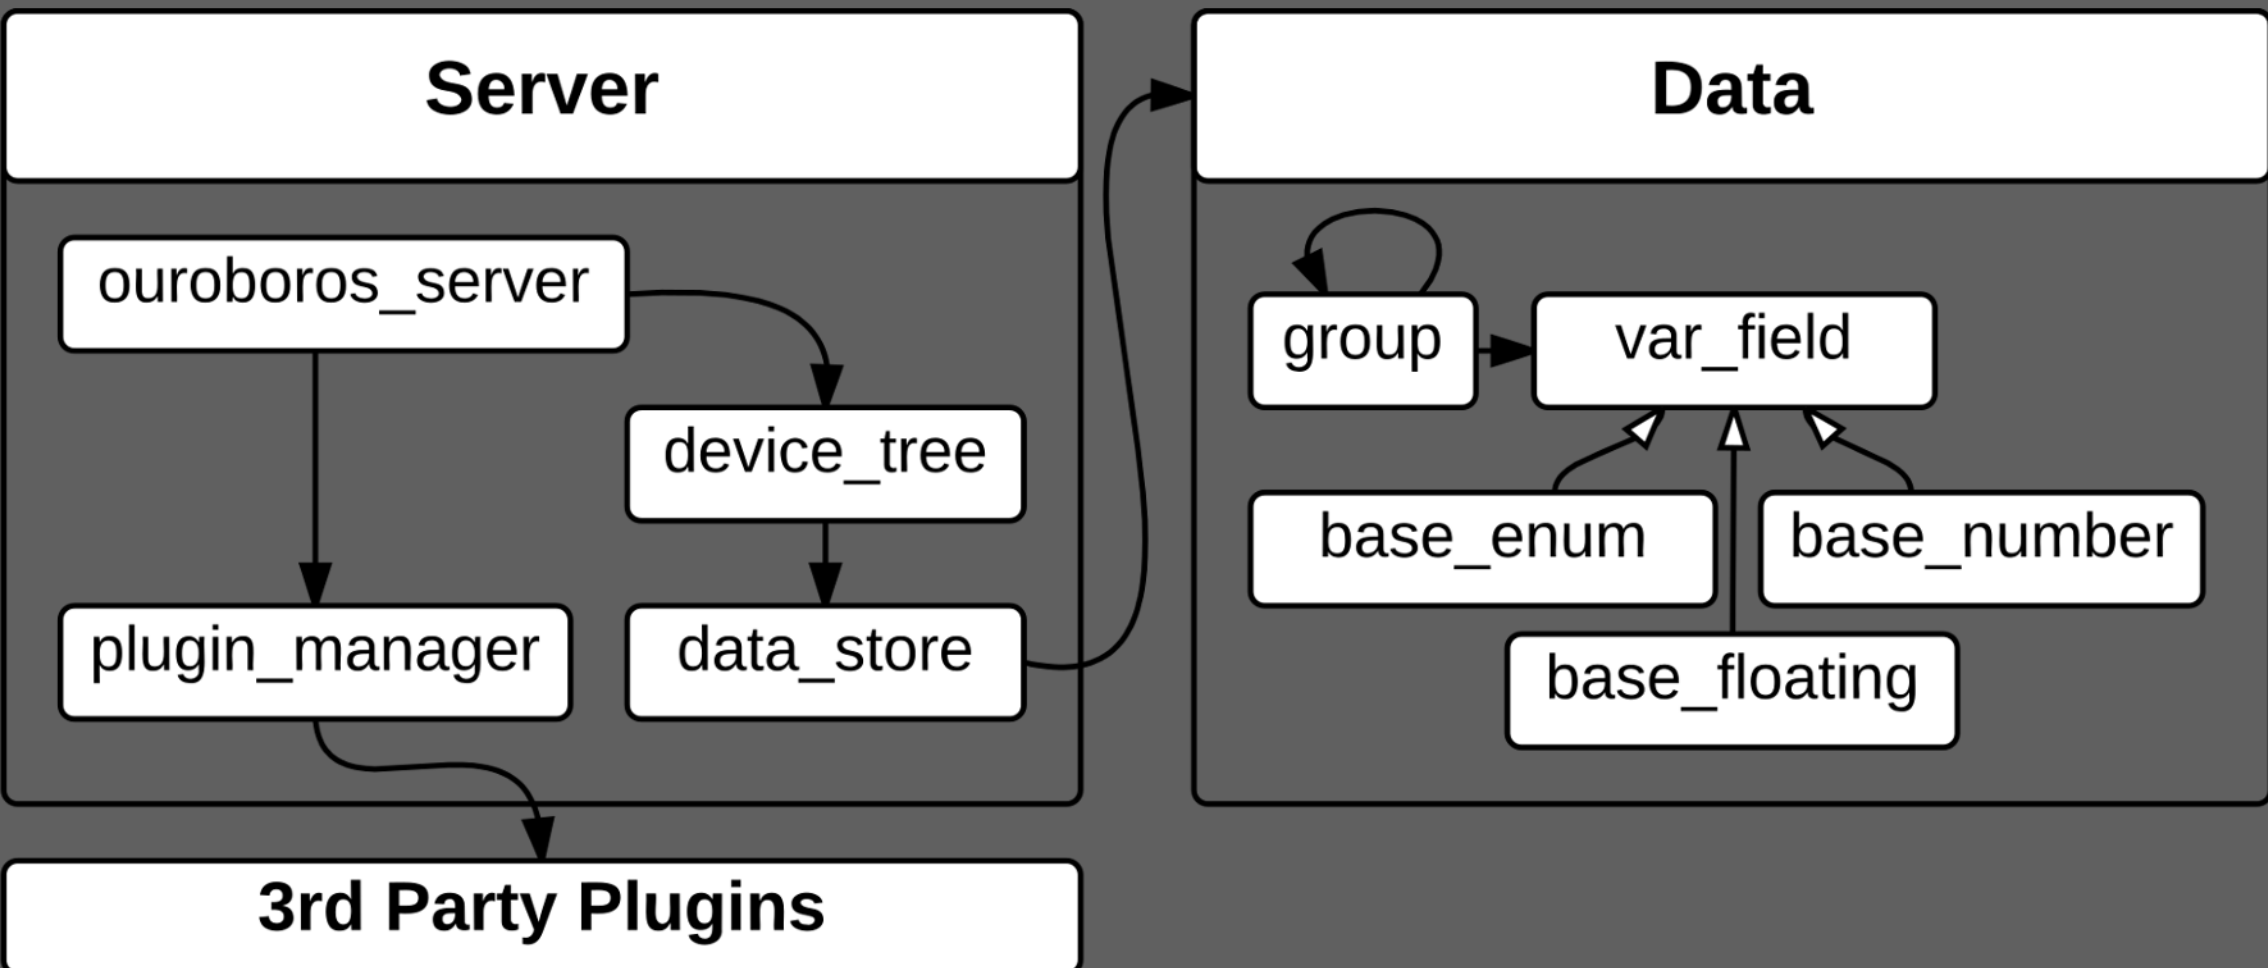 Server
ouroboros_server
device_tree
plugin_manager
data_store
3rd Party Plugins
Data
group
var_field
base_enum
base_number
base_floating